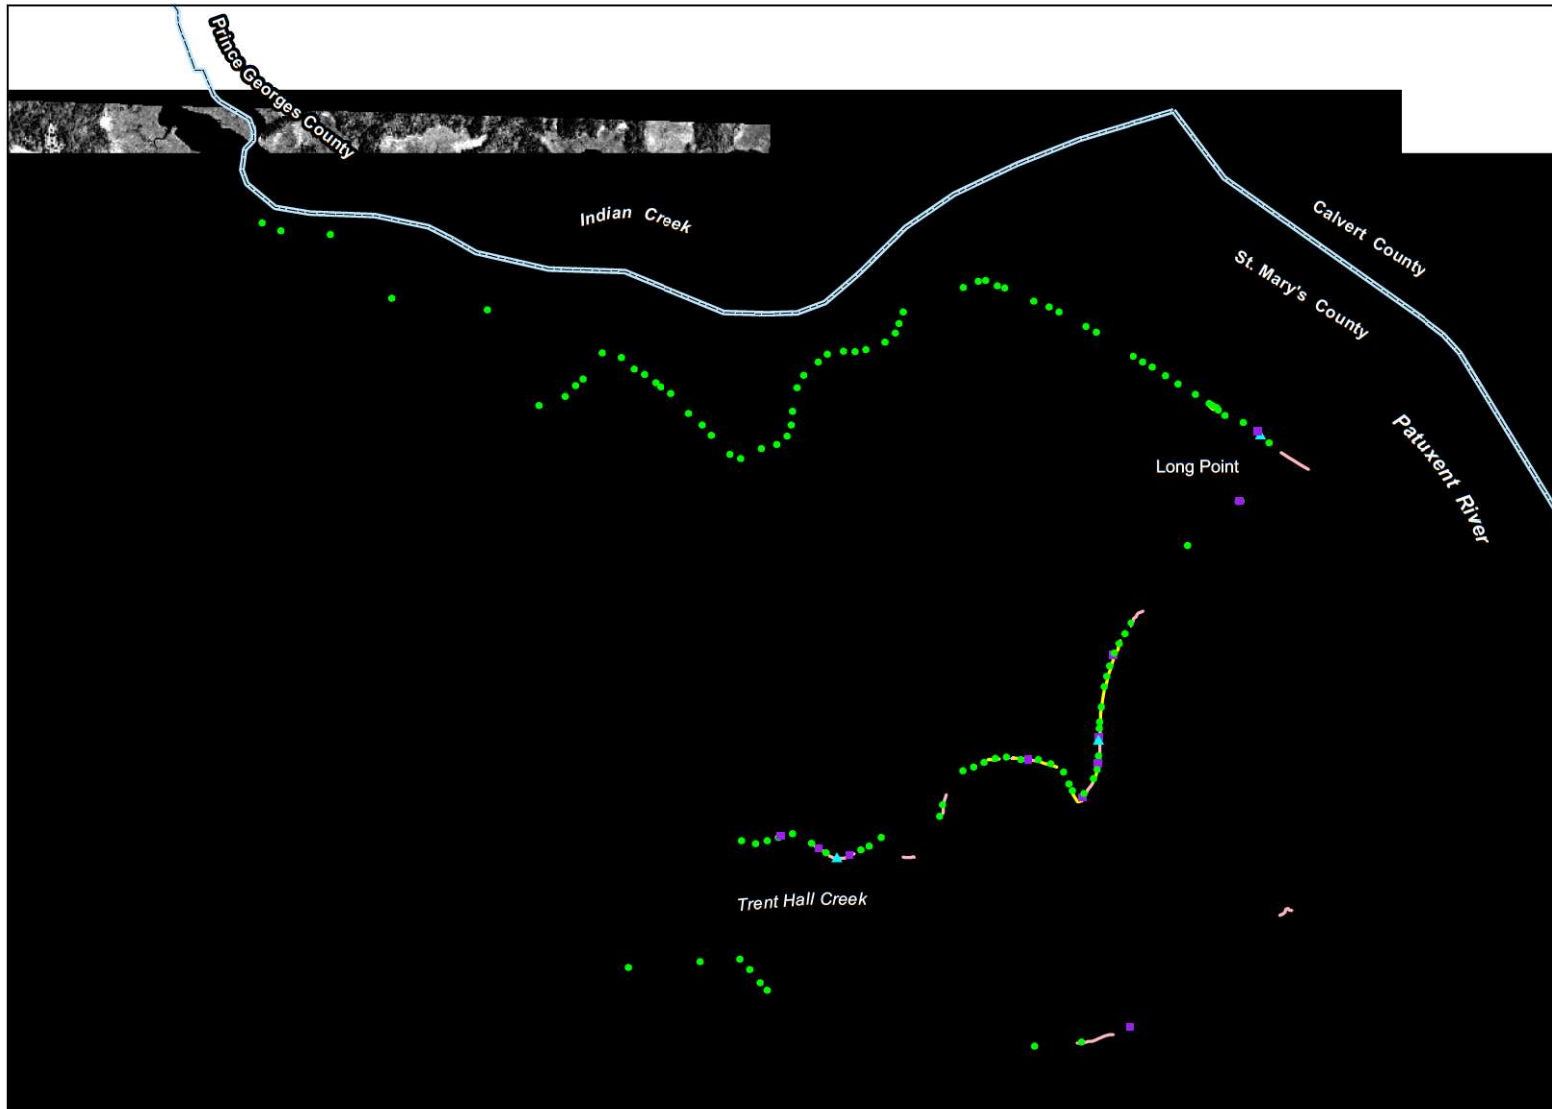 Prince Georges County
Indian Creek
Calvert County
St. Mary's County
Patuxent River
Long Point
Trent Hall Creek